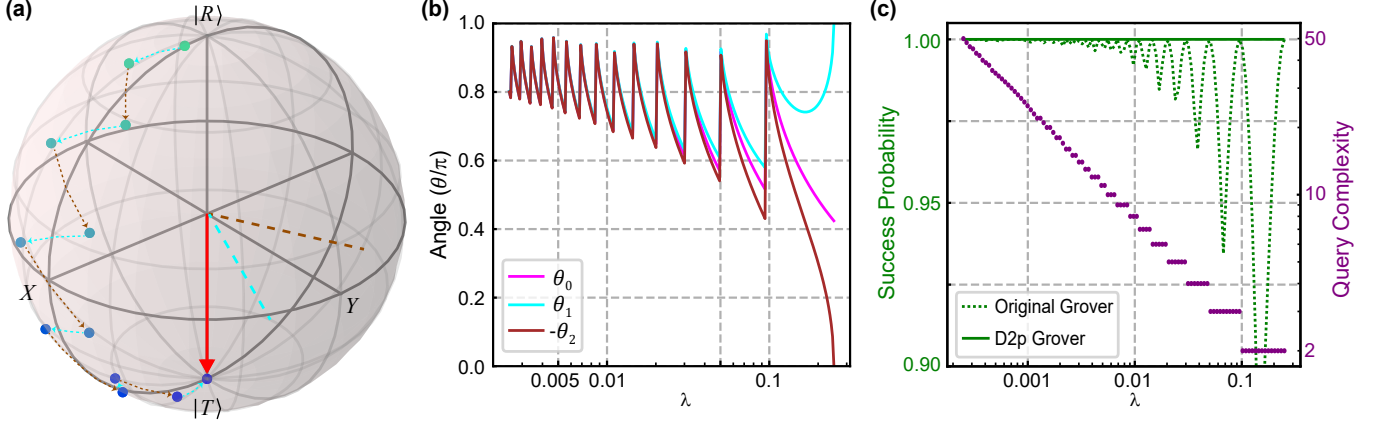 (a)
|R⟩
X
Y
|T⟩
(b)
Angle (θ/π)
1.0
0.8
0.6
0.4
0.2
0.0
θ0
θ1
-θ2
0.005
0.01
0.1
λ
(c)
Success Probability
1.00
0.95
0.90
Original Grover
D2p Grover
0.001
0.01
0.1
λ
50
10
2
Query Complexity